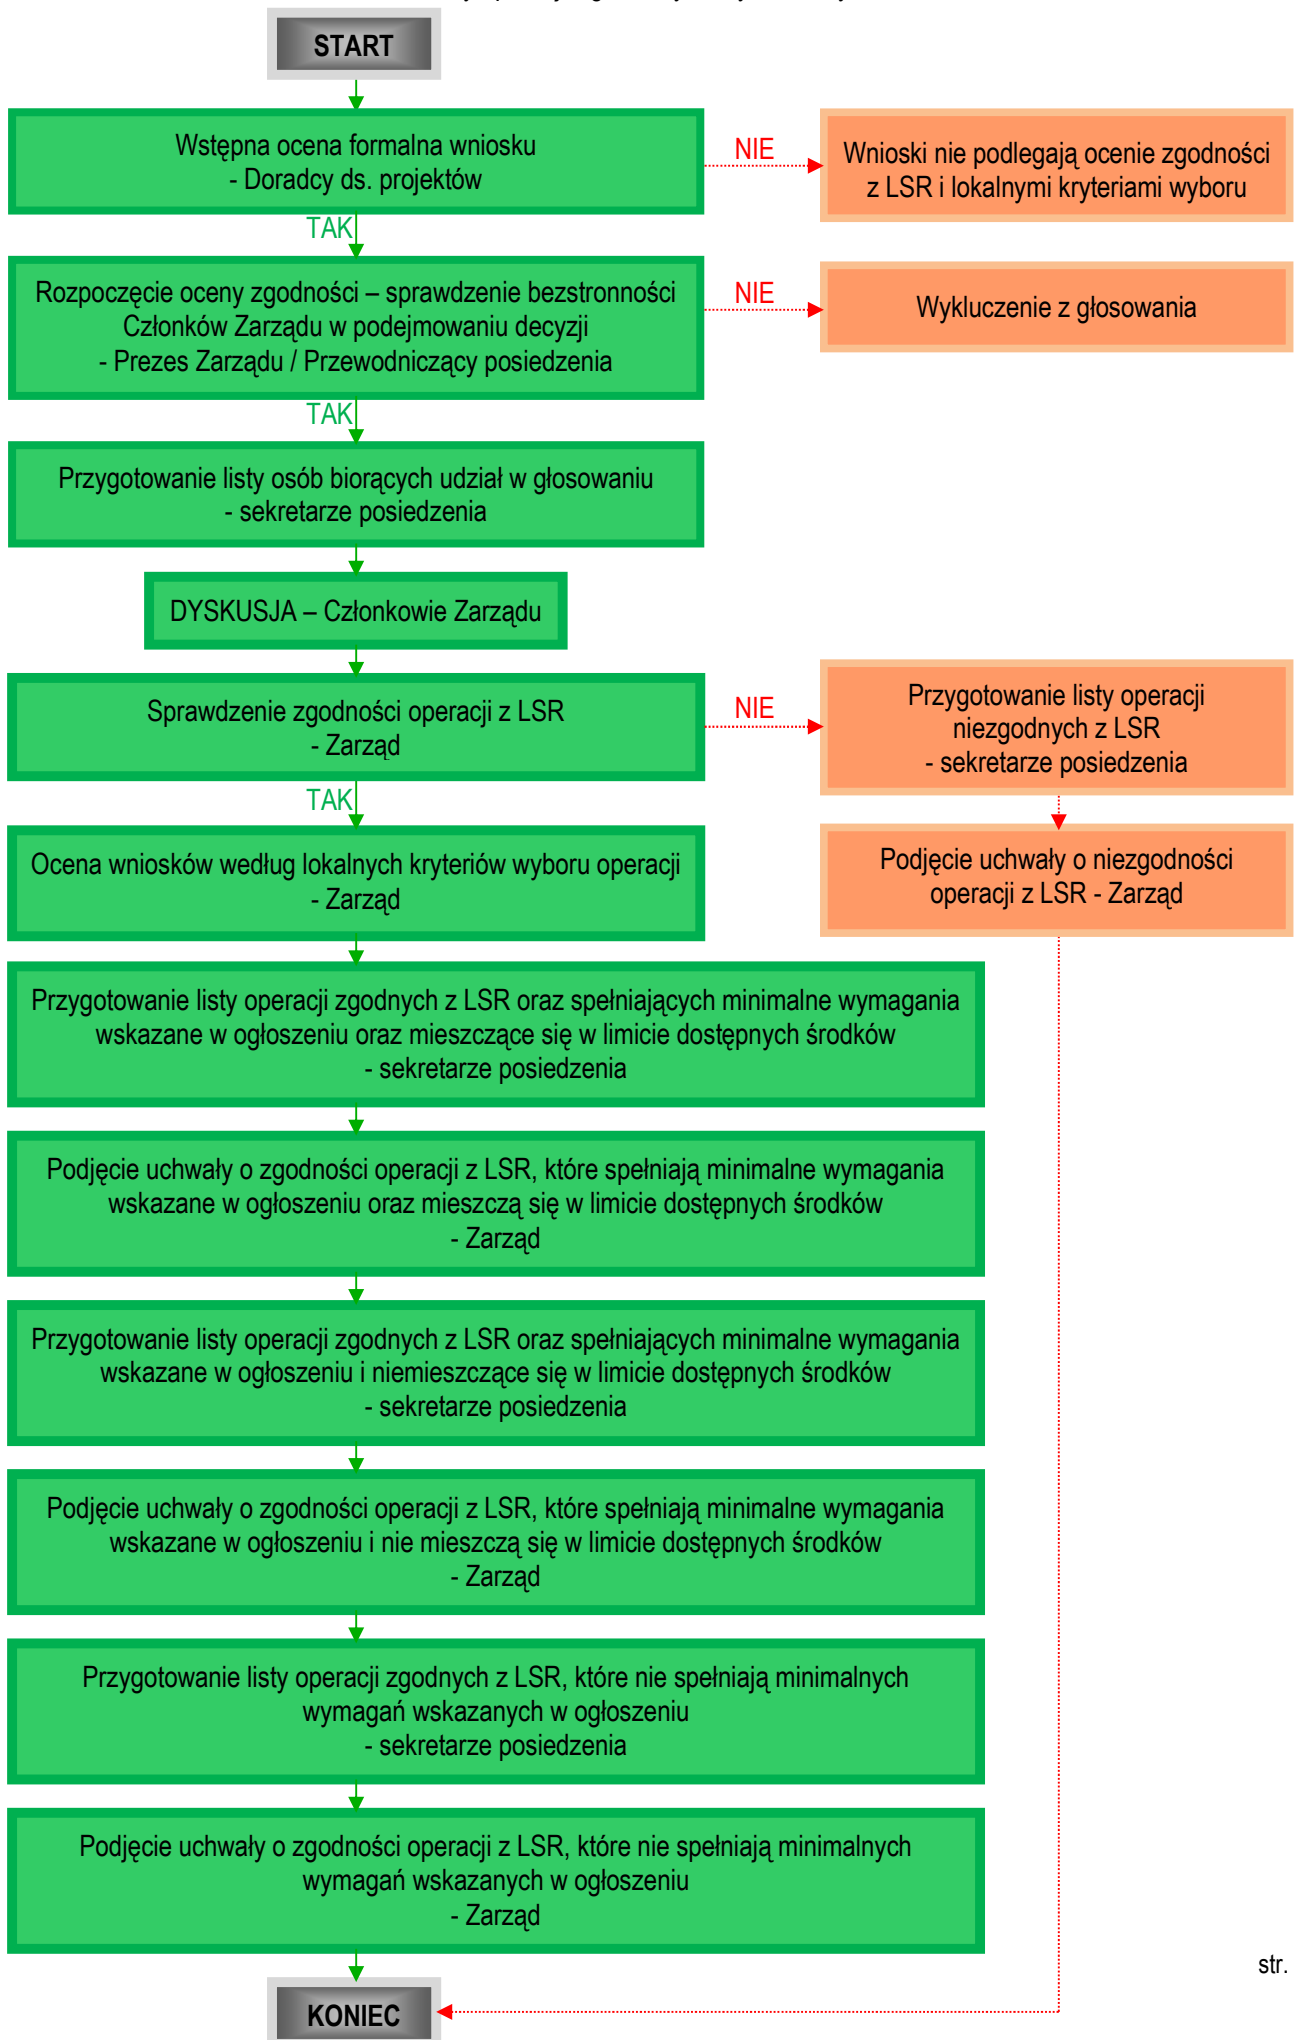 START
Wstępna ocena formalna wniosku
- Doradcy ds. projektów
NIE
Wnioski nie podlegają ocenie zgodności
z LSR i lokalnymi kryteriami wyboru
TAK
Rozpoczęcie oceny zgodności – sprawdzenie bezstronności
Członków Zarządu w podejmowaniu decyzji
- Prezes Zarządu / Przewodniczący posiedzenia
NIE
Wykluczenie z głosowania
TAK
Przygotowanie listy osób biorących udział w głosowaniu
- sekretarze posiedzenia
DYSKUSJA – Członkowie Zarządu
Sprawdzenie zgodności operacji z LSR
- Zarząd
NIE
Przygotowanie listy operacji
niezgodnych z LSR
- sekretarze posiedzenia
TAK
Ocena wniosków według lokalnych kryteriów wyboru operacji
- Zarząd
Podjęcie uchwały o niezgodności
operacji z LSR - Zarząd
Przygotowanie listy operacji zgodnych z LSR oraz spełniających minimalne wymagania
wskazane w ogłoszeniu oraz mieszczące się w limicie dostępnych środków
- sekretarze posiedzenia
Podjęcie uchwały o zgodności operacji z LSR, które spełniają minimalne wymagania
wskazane w ogłoszeniu oraz mieszczą się w limicie dostępnych środków
- Zarząd
Przygotowanie listy operacji zgodnych z LSR oraz spełniających minimalne wymagania
wskazane w ogłoszeniu i niemieszczące się w limicie dostępnych środków
- sekretarze posiedzenia
Podjęcie uchwały o zgodności operacji z LSR, które spełniają minimalne wymagania
wskazane w ogłoszeniu i nie mieszczą się w limicie dostępnych środków
- Zarząd
Przygotowanie listy operacji zgodnych z LSR, które nie spełniają minimalnych
wymagań wskazanych w ogłoszeniu
- sekretarze posiedzenia
Podjęcie uchwały o zgodności operacji z LSR, które nie spełniają minimalnych
wymagań wskazanych w ogłoszeniu
- Zarząd
str.
KONIEC